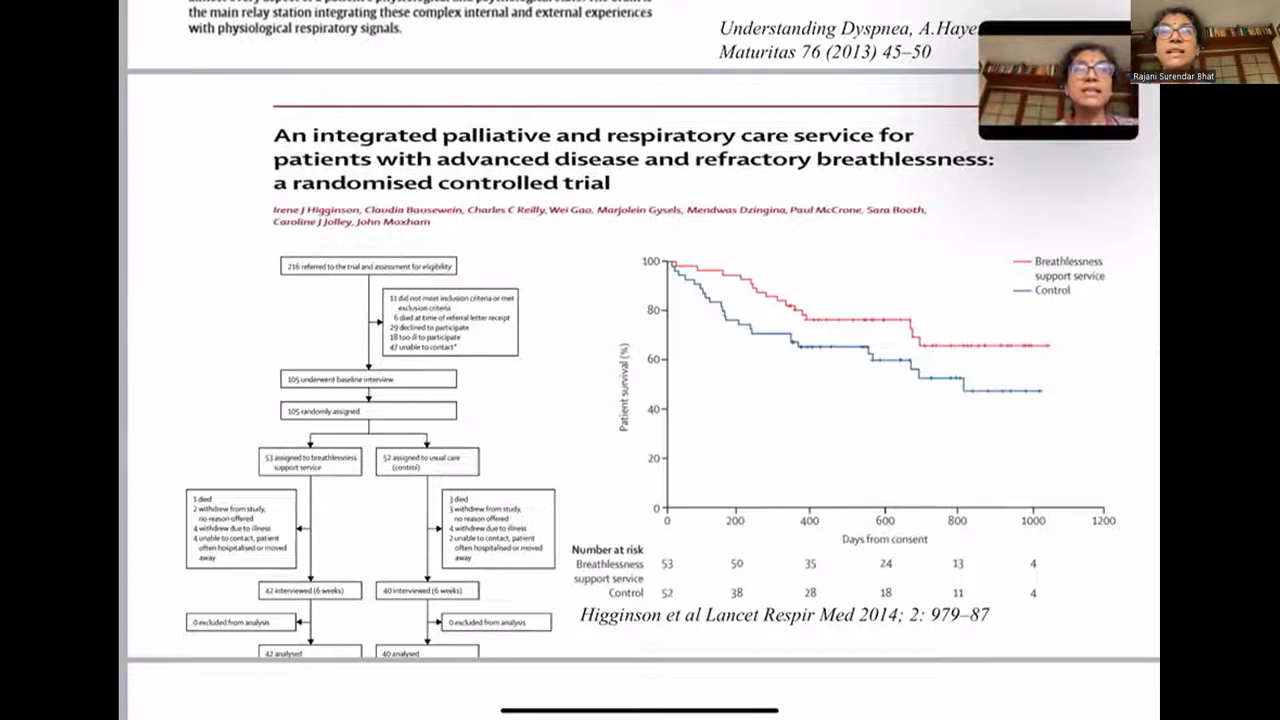 the main relay station integrating these complex internal and external experiences
with physiological respiratory signals.
Understanding Dyspnea, A.Haye
Maturitas 76 (2013) 45–50
Rajani Surendar Bhat
An integrated palliative and respiratory care service for
patients with advanced disease and refractory breathlessness:
a randomised controlled trial
Irene J Higginson, Claudia Bausewein, Charles C Reilly, Wei Gao, Marjolein Gysels, Mendwas Dzingina, Paul McCrone, Sara Booth,
Caroline J Jolley, John Moxham
216 referred to the trial and assessment for eligibility
11 did not meet inclusion criteria or met
exclusion criteria
6 died at time of referral letter receipt
29 declined to participate
18 too ill to participate
47 unable to contact*
105 underwent baseline interview
105 randomly assigned
53 assigned to breathlessness
support service
52 assigned to usual care
(control)
1 died
2 withdrew from study,
no reason offered
4 withdrew due to illness
4 unable to contact, patient
often hospitalised or moved
away
3 died
3 withdrew from study,
no reason offered
4 withdrew due to illness
2 unable to contact, patient
often hospitalised or moved
away
42 interviewed (6 weeks)
40 interviewed (6 weeks)
0 excluded from analysis
0 excluded from analysis
42 analysed
40 analysed
Breathlessness
support service
Control
Patient survival (%)
100
80
60
40
20
0
0 200 400 600 800 1000 1200
Days from consent
Number at risk
Breathlessness 53 50 35 24 13 4
support service
Control 52 38 28 18 11 4
Higginson et al Lancet Respir Med 2014; 2: 979–87